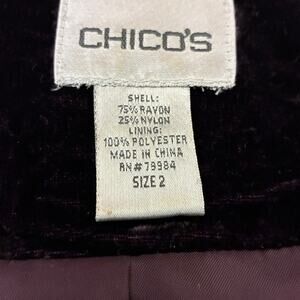 CHICO'S
SHELL:
75% RAYON
25% NYLON
LINING:
100% POLYESTER
MADE IN CHINA
RN# 79984
SIZE 2